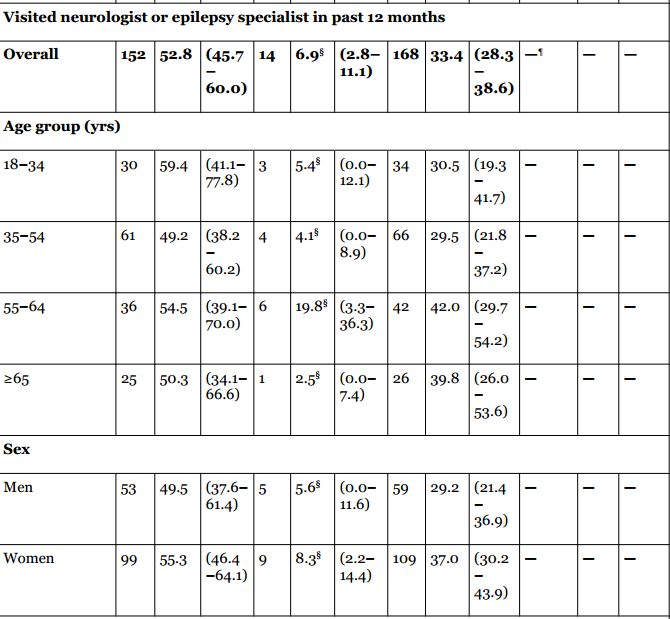 Visited neurologist or epilepsy specialist in past 12 months
Overall 152 52.8 (45.7–60.0) 14 6.9§ (2.8–11.1) 168 33.4 (28.3–38.6) —¶ — —
Age group (yrs)
18–34 30 59.4 (41.1–77.8) 3 5.4§ (0.0–12.1) 34 30.5 (19.3–41.7) — — —
35–54 61 49.2 (38.2–60.2) 4 4.1§ (0.0–8.9) 66 29.5 (21.8–37.2) — — —
55–64 36 54.5 (39.1–70.0) 6 19.8§ (3.3–36.3) 42 42.0 (29.7–54.2) — — —
≥65 25 50.3 (34.1–66.6) 1 2.5§ (0.0–7.4) 26 39.8 (26.0–53.6) — — —
Sex
Men 53 49.5 (37.6–61.4) 5 5.6§ (0.0–11.6) 59 29.2 (21.4–36.9) — — —
Women 99 55.3 (46.4–64.1) 9 8.3§ (2.2–14.4) 109 37.0 (30.2–43.9) — — —